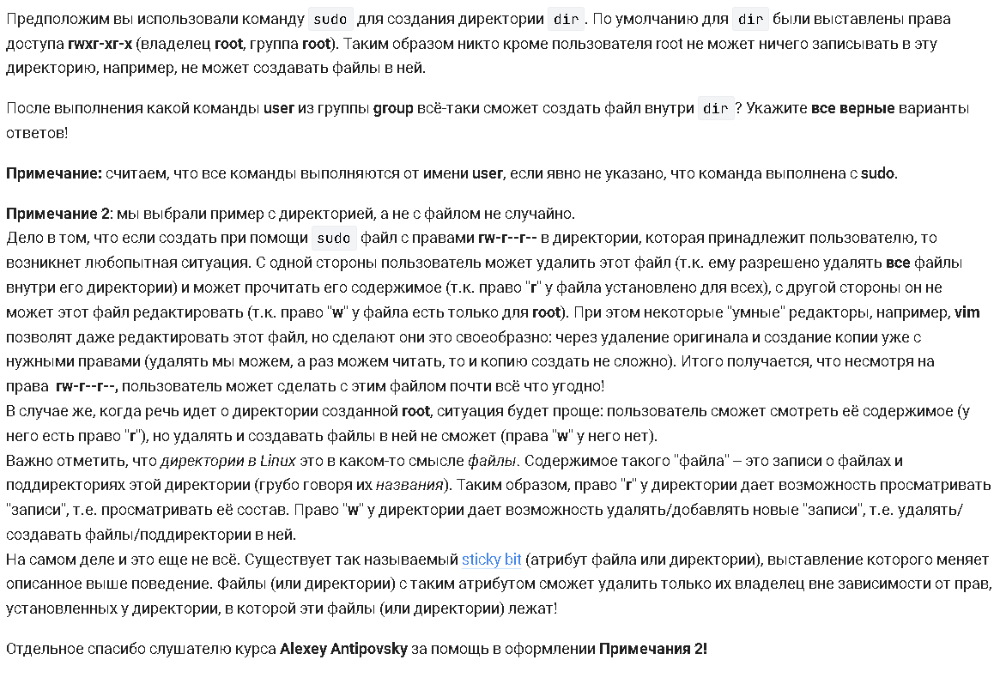 Предположим вы использовали команду sudo для создания директории dir. По умолчанию для dir были выставлены права
доступа rwxr-xr-x (владелец root, группа root). Таким образом никто кроме пользователя root не может ничего записывать в эту
директорию, например, не может создавать файлы в ней.
После выполнения какой команды user из группы group всё-таки сможет создать файл внутри dir? Укажите все верные варианты
ответов!
Примечание: считаем, что все команды выполняются от имени user, если явно не указано, что команда выполнена с sudo.
Примечание 2: мы выбрали пример с директорией, а не с файлом не случайно.
Дело в том, что если создать при помощи sudo файл с правами rw-r--r-- в директории, которая принадлежит пользователю, то
возникнет любопытная ситуация. С одной стороны пользователь может удалить этот файл (т.к. ему разрешено удалять все файлы
внутри его директории) и может прочитать его содержимое (т.к. право "r" у файла установлено для всех), с другой стороны он не
может этот файл редактировать (т.к. право "w" у файла есть только для root). При этом некоторые "умные" редакторы, например, vim
позволят даже редактировать этот файл, но сделают они это своеобразно: через удаление оригинала и создание копии уже с
нужными правами (удалять мы можем, а раз можем читать, то и копию создать не сложно). Итого получается, что несмотря на
права rw-r--r--, пользователь может сделать с этим файлом почти всё что угодно!
В случае же, когда речь идет о директории созданной root, ситуация будет проще: пользователь сможет смотреть её содержимое (у
него есть право "r"), но удалять и создавать файлы в ней не сможет (права "w" у него нет).
Важно отметить, что директории в Linux это в каком-то смысле файлы. Содержимое такого "файла" – это записи о файлах и
поддиректориях этой директории (грубо говоря их названия). Таким образом, право "r" у директории дает возможность просматривать
"записи", т.е. просматривать её состав. Право "w" у директории дает возможность удалять/добавлять новые "записи", т.е. удалять/
создавать файлы/поддиректории в ней.
На самом деле и это еще не всё. Существует так называемый sticky bit (атрибут файла или директории), выставление которого меняет
описанное выше поведение. Файлы (или директории) с таким атрибутом сможет удалить только их владелец вне зависимости от прав,
установленных у директории, в которой эти файлы (или директории) лежат!
Отдельное спасибо слушателю курса Alexey Antipovsky за помощь в оформлении Примечания 2!